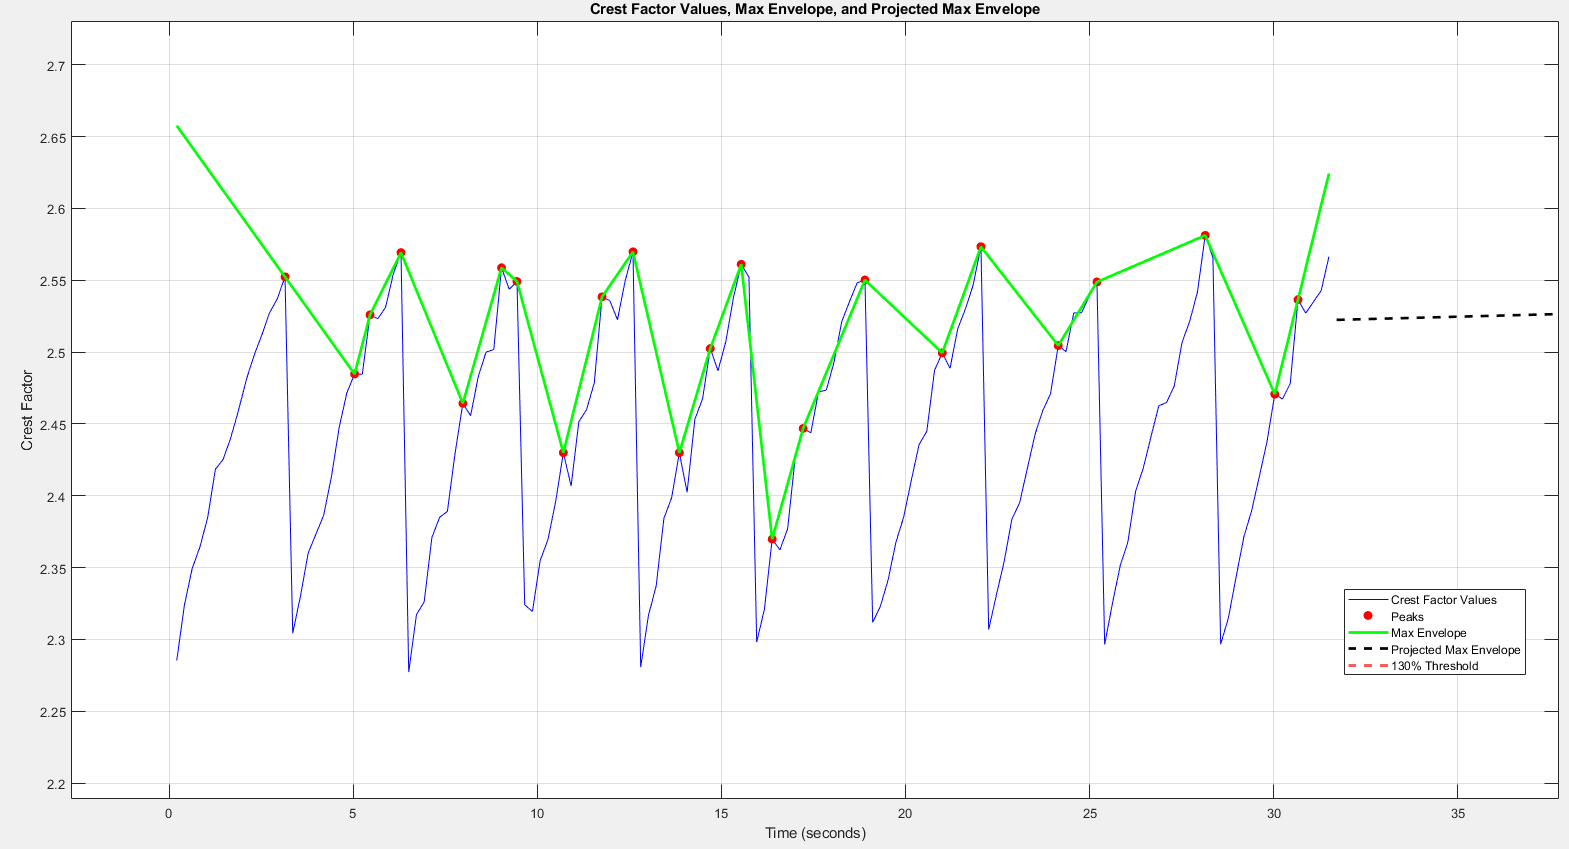 Crest Factor Values, Max Envelope, and Projected Max Envelope
2.7
2.65
2.6
2.55
2.5
2.45
2.4
2.35
2.3
2.25
2.2
Crest Factor
0 5 10 15 20 25 30 35
Time (seconds)
Crest Factor Values
Peaks
Max Envelope
Projected Max Envelope
130% Threshold